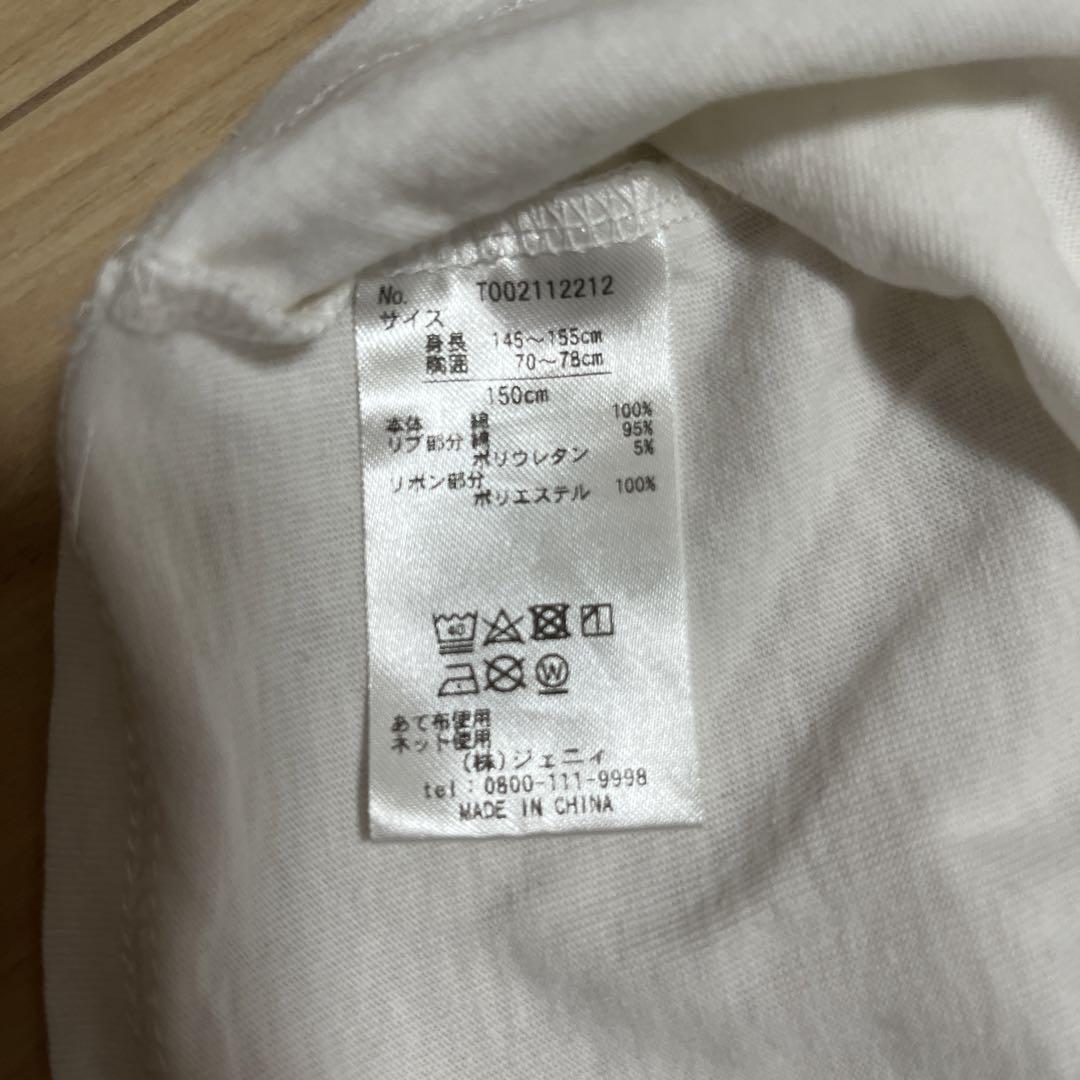 No. T002112212
サイズ
身長 145～155cm
胸囲 70～78cm
150cm
本体 綿 100%
リブ部分 綿 95%
ポリウレタン 5%
リボン部分
ポリエステル 100%
40
W
あて布使用
ネット使用
(株)ジェニィ
tel:0800-111-9998
MADE IN CHINA